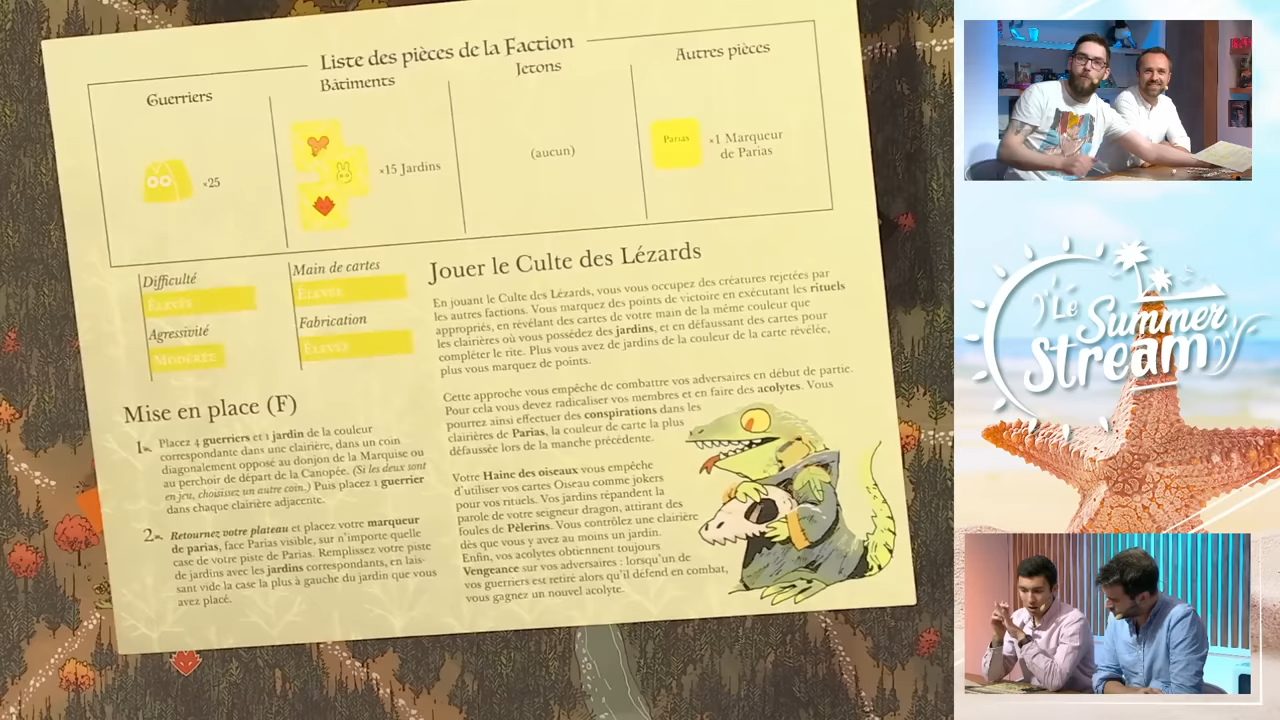 Liste des pièces de la Faction
Guerriers
Bâtiments
Jetons
Autres pièces
×25
×15 Jardins
(aucun)
Parias
×1 Marqueur
de Parias
Difficulté
Élevée
Agressivité
Modérée
Main de cartes
Élevée
Fabrication
Élevée
Mise en place (F)
1. Placez 4 guerriers et 1 jardin de la couleur
correspondante dans une clairière, dans un coin
diagonalement opposé au donjon de la Marquise ou
au perchoir de départ de la Canopée. (Si les deux sont
en jeu, choisissez un autre coin.) Puis placez 1 guerrier
dans chaque clairière adjacente.
2. Retournez votre plateau et placez votre marqueur
de parias, face Parias visible, sur n'importe quelle
case de votre piste de Parias. Remplissez votre piste
de jardins avec les jardins correspondants, en lais-
sant vide la case la plus à gauche du jardin que vous
avez placé.
Jouer le Culte des Lézards
En jouant le Culte des Lézards, vous vous occupez des créatures rejetées par
les autres factions. Vous marquez des points de victoire en exécutant les rituels
appropriés, en révélant des cartes de votre main de la même couleur que
les clairières où vous possédez des jardins, et en défaussant des cartes pour
compléter le rite. Plus vous avez de jardins de la couleur de la carte révélée,
plus vous marquez de points.
Cette approche vous empêche de combattre vos adversaires en début de partie.
Pour cela vous devez radicaliser vos membres et en faire des acolytes. Vous
pourrez ainsi effectuer des conspirations dans les
clairières de Parias, la couleur de carte la plus
défaussée lors de la manche précédente.
Votre Haine des oiseaux vous empêche
d'utiliser vos cartes Oiseau comme jokers
pour vos rituels. Vos jardins répandent la
parole de votre seigneur dragon, attirant des
foules de Pèlerins. Vous contrôlez une clairière
dès que vous y avez au moins un jardin.
Enfin, vos acolytes obtiennent toujours
Vengeance sur vos adversaires : lorsqu'un de
vos guerriers est retiré alors qu'il défend en combat,
vous gagnez un nouvel acolyte.
Le Summer
Stream